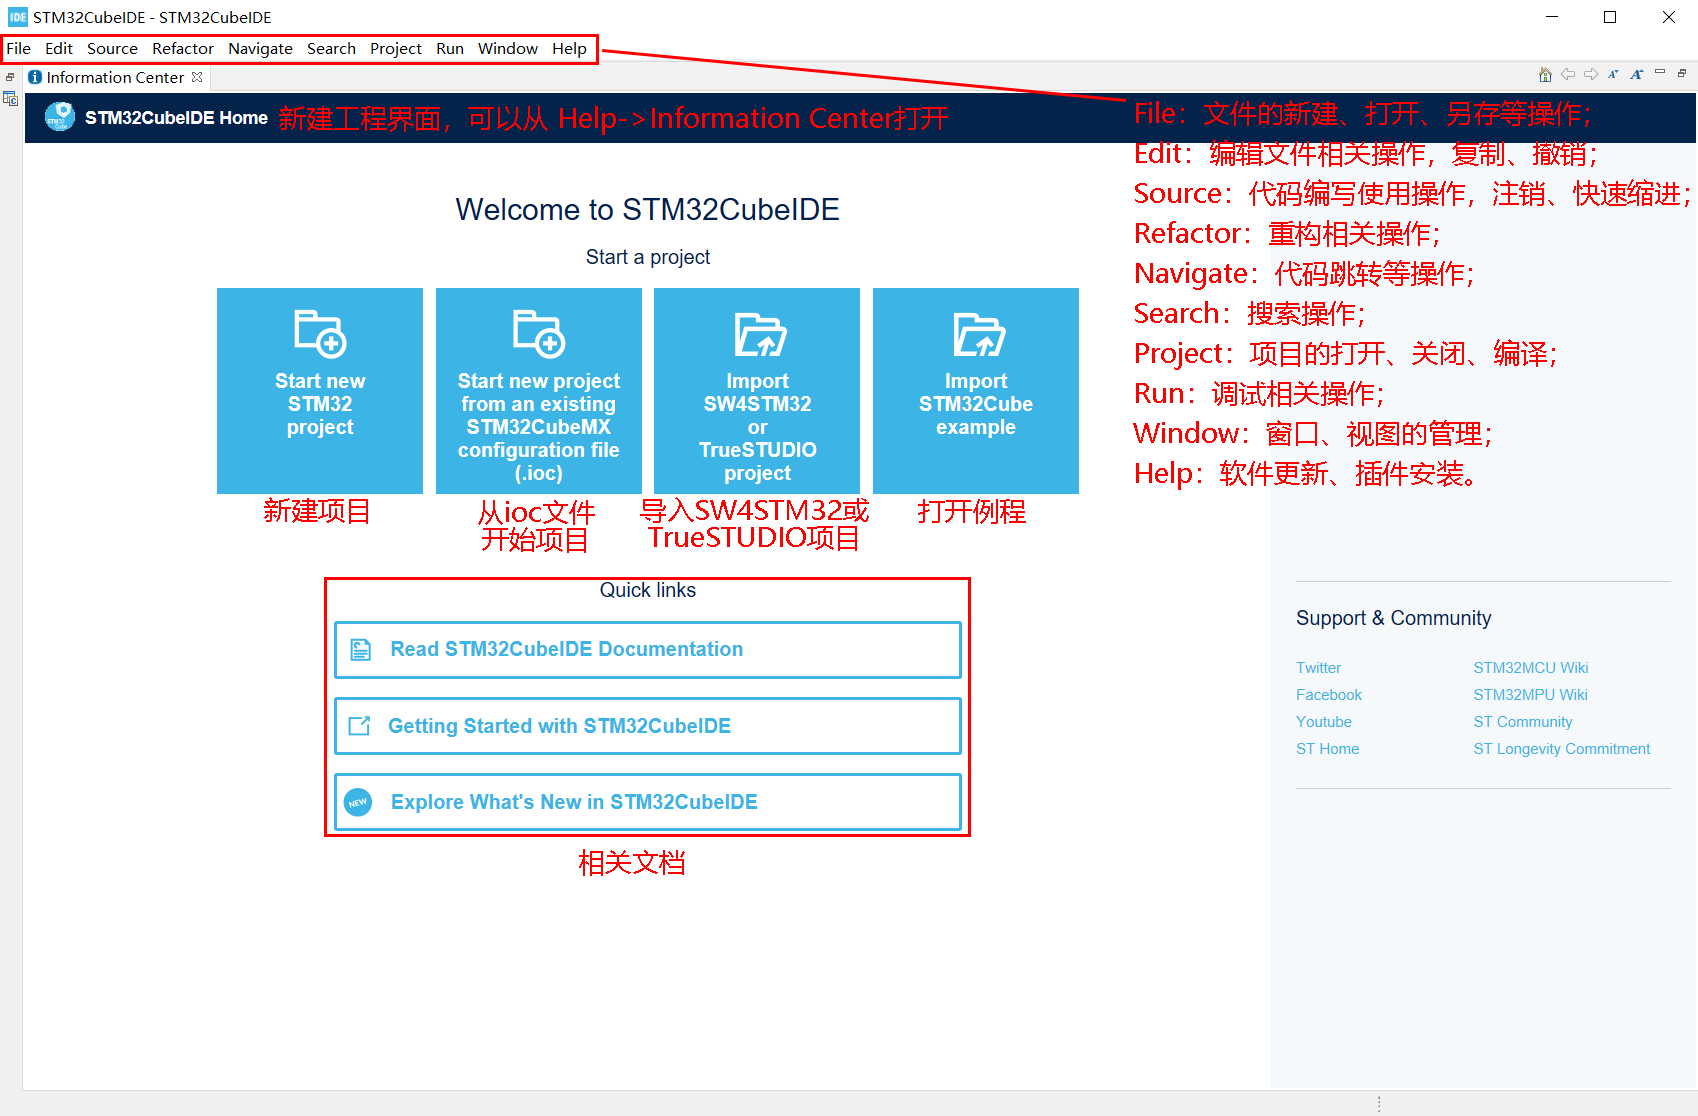 IDE STM32CubeIDE - STM32CubeIDE
File Edit Source Refactor Navigate Search Project Run Window Help
Information Center
STM32CubeIDE Home 新建工程界面，可以从 Help->Information Center打开
File：文件的新建、打开、另存等操作；
Edit：编辑文件相关操作，复制、撤销；
Source：代码编写使用操作，注销、快速缩进；
Refactor：重构相关操作；
Navigate：代码跳转等操作；
Search：搜索操作；
Project：项目的打开、关闭、编译；
Run：调试相关操作；
Window：窗口、视图的管理；
Help：软件更新、插件安装。
Welcome to STM32CubeIDE
Start a project
Start new
STM32
project
新建项目
Start new project
from an existing
STM32CubeMX
configuration file
(.ioc)
从ioc文件
开始项目
Import
SW4STM32
or
TrueSTUDIO
project
导入SW4STM32或
TrueSTUDIO项目
Import
STM32Cube
example
打开例程
Quick links
Read STM32CubeIDE Documentation
Getting Started with STM32CubeIDE
NEW Explore What's New in STM32CubeIDE
相关文档
Support & Community
Twitter STM32MCU Wiki
Facebook STM32MPU Wiki
Youtube ST Community
ST Home ST Longevity Commitment